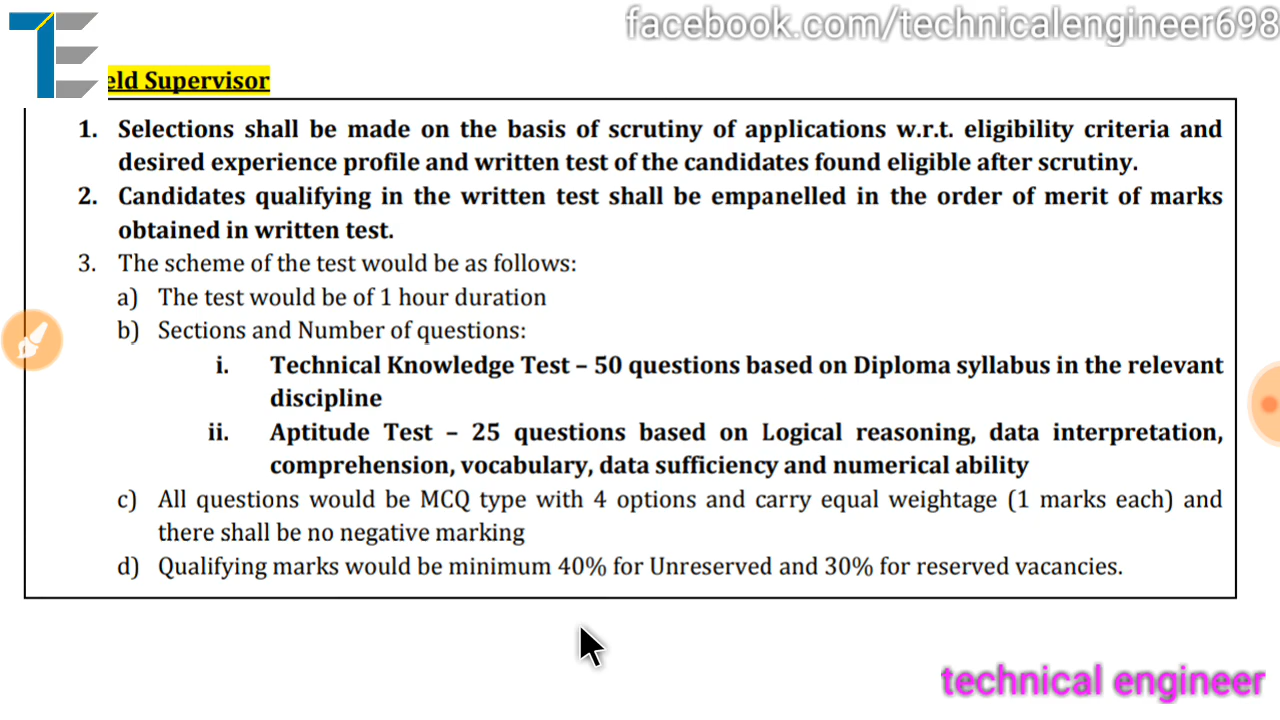 facebook.com/technicalengineer698
TE
eld Supervisor
1. Selections shall be made on the basis of scrutiny of applications w.r.t. eligibility criteria and
desired experience profile and written test of the candidates found eligible after scrutiny.
2. Candidates qualifying in the written test shall be empanelled in the order of merit of marks
obtained in written test.
3. The scheme of the test would be as follows:
a) The test would be of 1 hour duration
b) Sections and Number of questions:
i. Technical Knowledge Test – 50 questions based on Diploma syllabus in the relevant
discipline
ii. Aptitude Test – 25 questions based on Logical reasoning, data interpretation,
comprehension, vocabulary, data sufficiency and numerical ability
c) All questions would be MCQ type with 4 options and carry equal weightage (1 marks each) and
there shall be no negative marking
d) Qualifying marks would be minimum 40% for Unreserved and 30% for reserved vacancies.
technical engineer